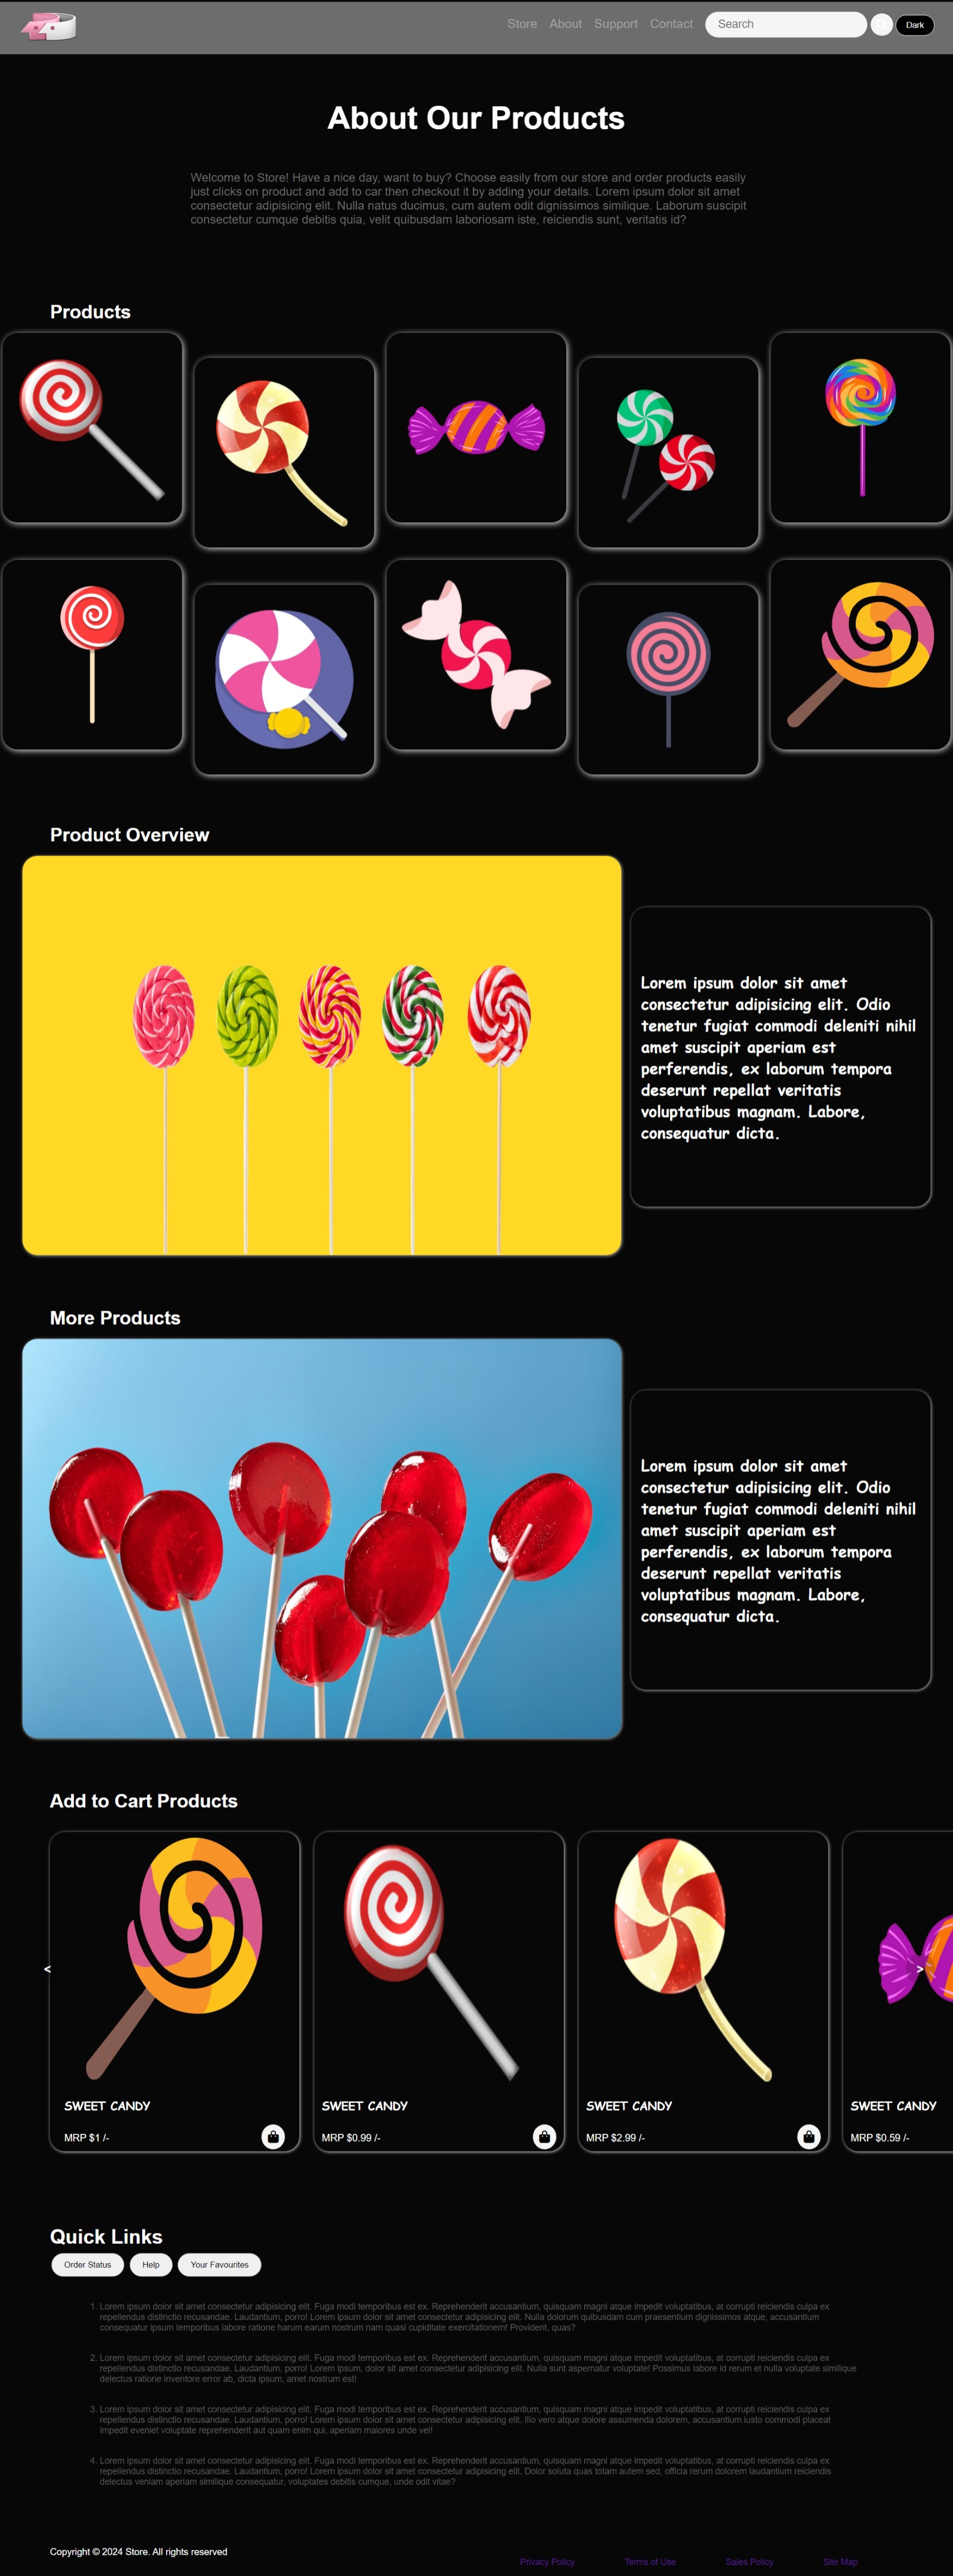 Store About Support Contact Search Dark
About Our Products
Welcome to Store! Have a nice day, want to buy? Choose easily from our store and order products easily
just clicks on product and add to car then checkout it by adding your details. Lorem ipsum dolor sit amet
consectetur adipisicing elit. Nulla natus ducimus, cum autem odit dignissimos similique. Laborum suscipit
consectetur cumque debitis quia, velit quibusdam laboriosam iste, reiciendis sunt, veritatis id?
Products
Product Overview
Lorem ipsum dolor sit amet
consectetur adipisicing elit. Odio
tenetur fugiat commodi deleniti nihil
amet suscipit aperiam est
perferendis, ex laborum tempora
deserunt repellat veritatis
voluptatibus magnam. Labore,
consequatur dicta.
More Products
Lorem ipsum dolor sit amet
consectetur adipisicing elit. Odio
tenetur fugiat commodi deleniti nihil
amet suscipit aperiam est
perferendis, ex laborum tempora
deserunt repellat veritatis
voluptatibus magnam. Labore,
consequatur dicta.
Add to Cart Products
< >
SWEET CANDY SWEET CANDY SWEET CANDY SWEET CANDY
MRP $1 /- MRP $0.99 /- MRP $2.99 /- MRP $0.59 /-
Quick Links
Order Status Help Your Favourites
1. Lorem ipsum dolor sit amet consectetur adipisicing elit. Fuga modi temporibus est ex. Reprehenderit accusantium, quisquam magni atque impedit voluptatibus, at corrupti reiciendis culpa ex
repellendus distinctio recusandae. Laudantium, porro! Lorem ipsum dolor sit amet consectetur adipisicing elit. Nulla dolorum quibusdam cum praesentium dignissimos atque, accusantium
consequatur ipsum temporibus labore ratione harum earum nostrum nam quasi cupiditate exercitationem! Provident, quas?
2. Lorem ipsum dolor sit amet consectetur adipisicing elit. Fuga modi temporibus est ex. Reprehenderit accusantium, quisquam magni atque impedit voluptatibus, at corrupti reiciendis culpa ex
repellendus distinctio recusandae. Laudantium, porro! Lorem ipsum, dolor sit amet consectetur adipisicing elit. Nulla sunt aspernatur voluptate! Possimus labore id rerum et nulla voluptate similique
delectus ratione inventore error ab, dicta ipsum, amet nostrum est!
3. Lorem ipsum dolor sit amet consectetur adipisicing elit. Fuga modi temporibus est ex. Reprehenderit accusantium, quisquam magni atque impedit voluptatibus, at corrupti reiciendis culpa ex
repellendus distinctio recusandae. Laudantium, porro! Lorem ipsum dolor sit amet consectetur adipisicing elit. Illo vero atque dolore assumenda dolorem, accusantium iusto commodi placeat
impedit eveniet voluptate reprehenderit aut quam enim qui, aperiam maiores unde vel!
4. Lorem ipsum dolor sit amet consectetur adipisicing elit. Fuga modi temporibus est ex. Reprehenderit accusantium, quisquam magni atque impedit voluptatibus, at corrupti reiciendis culpa ex
repellendus distinctio recusandae. Laudantium, porro! Lorem ipsum dolor sit amet consectetur adipisicing elit. Dolor soluta quas totam autem sed, officia rerum dolorem laudantium reiciendis
delectus veniam aperiam similique consequatur, voluptates debitis cumque, unde odit vitae?
Copyright © 2024 Store. All rights reserved
Privacy Policy Terms of Use Sales Policy Site Map